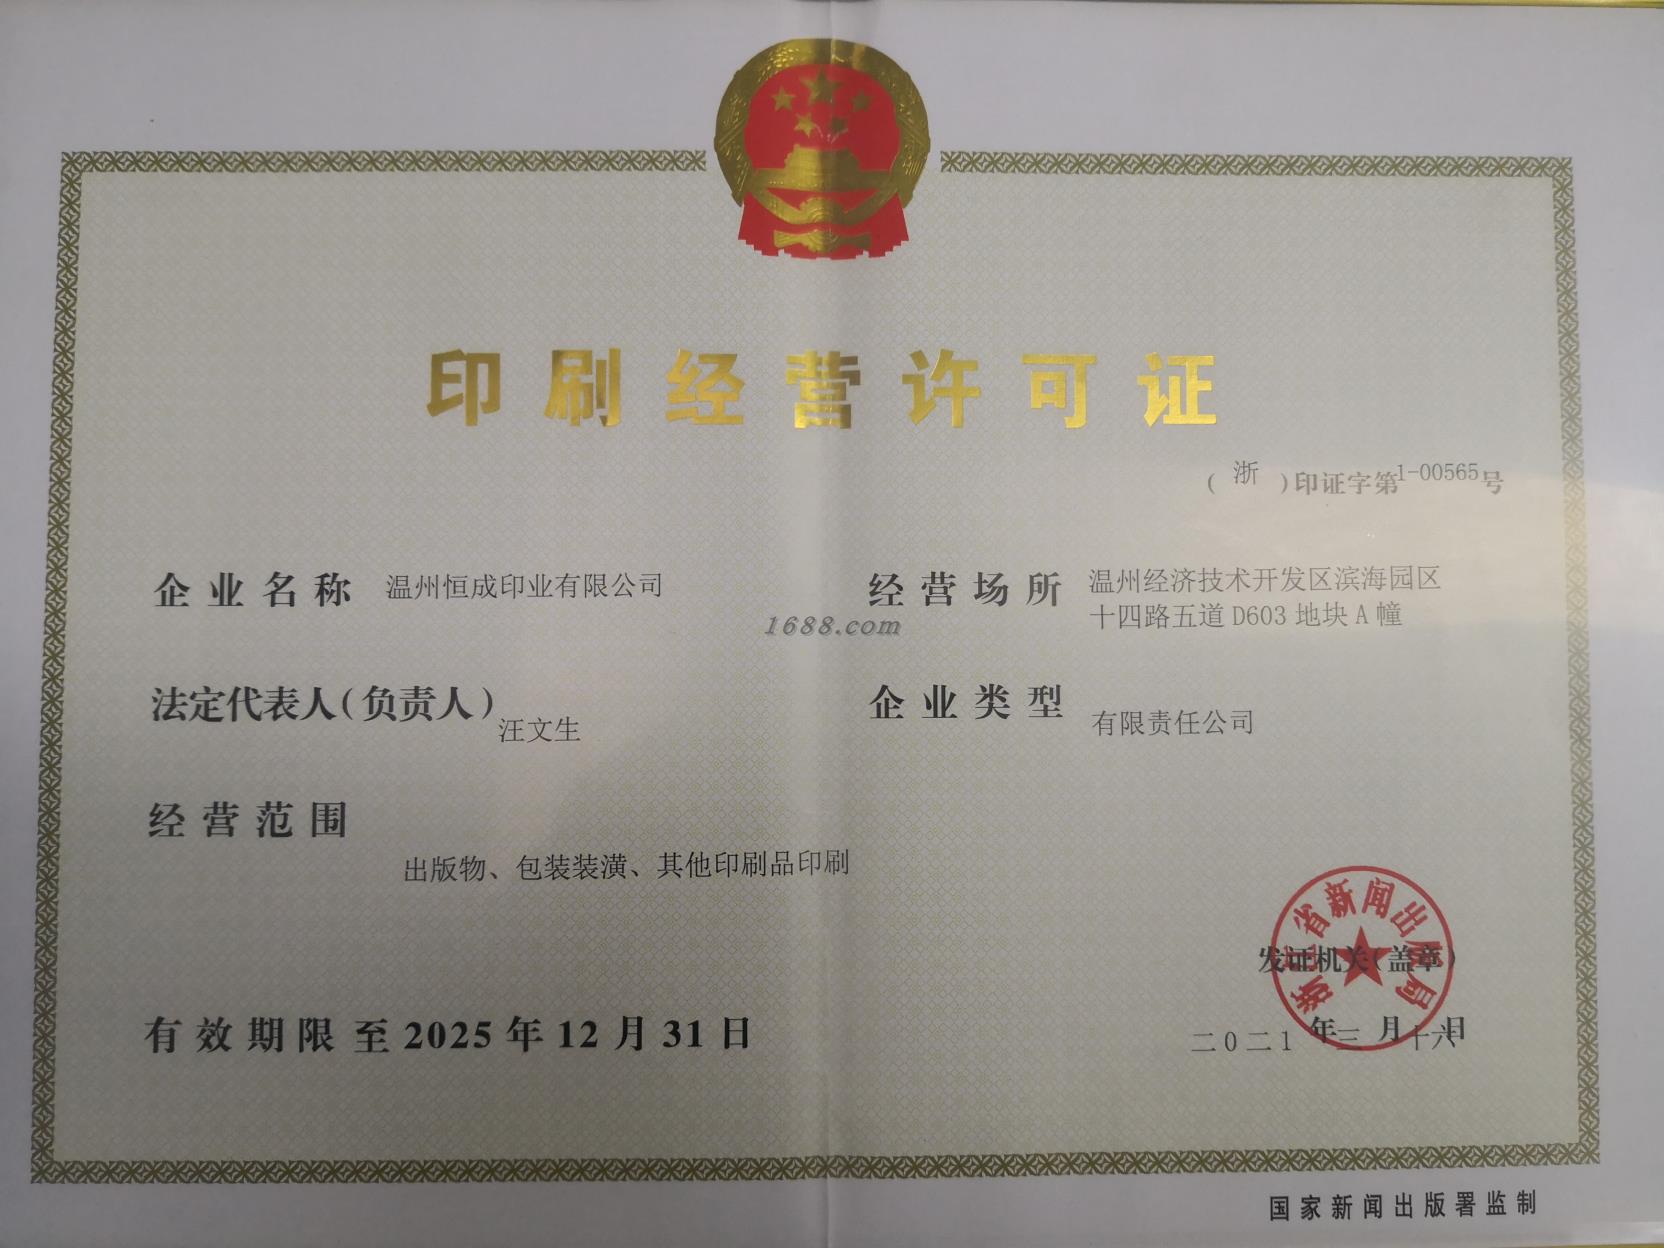 印刷经营许可证
（ 浙 ）印证字第1-00565号
企业名称 温州恒成印业有限公司
经营场所 温州经济技术开发区滨海园区
十四路五道D603地块A幢
1688.com
法定代表人（负责人） 汪文生
企业类型 有限责任公司
经营范围
出版物、包装装潢、其他印刷品印刷
浙江省新闻出版局
发证机关（盖章）
有效期限至2025年12月31日
二0二1 年三 月十六日
国家新闻出版署监制